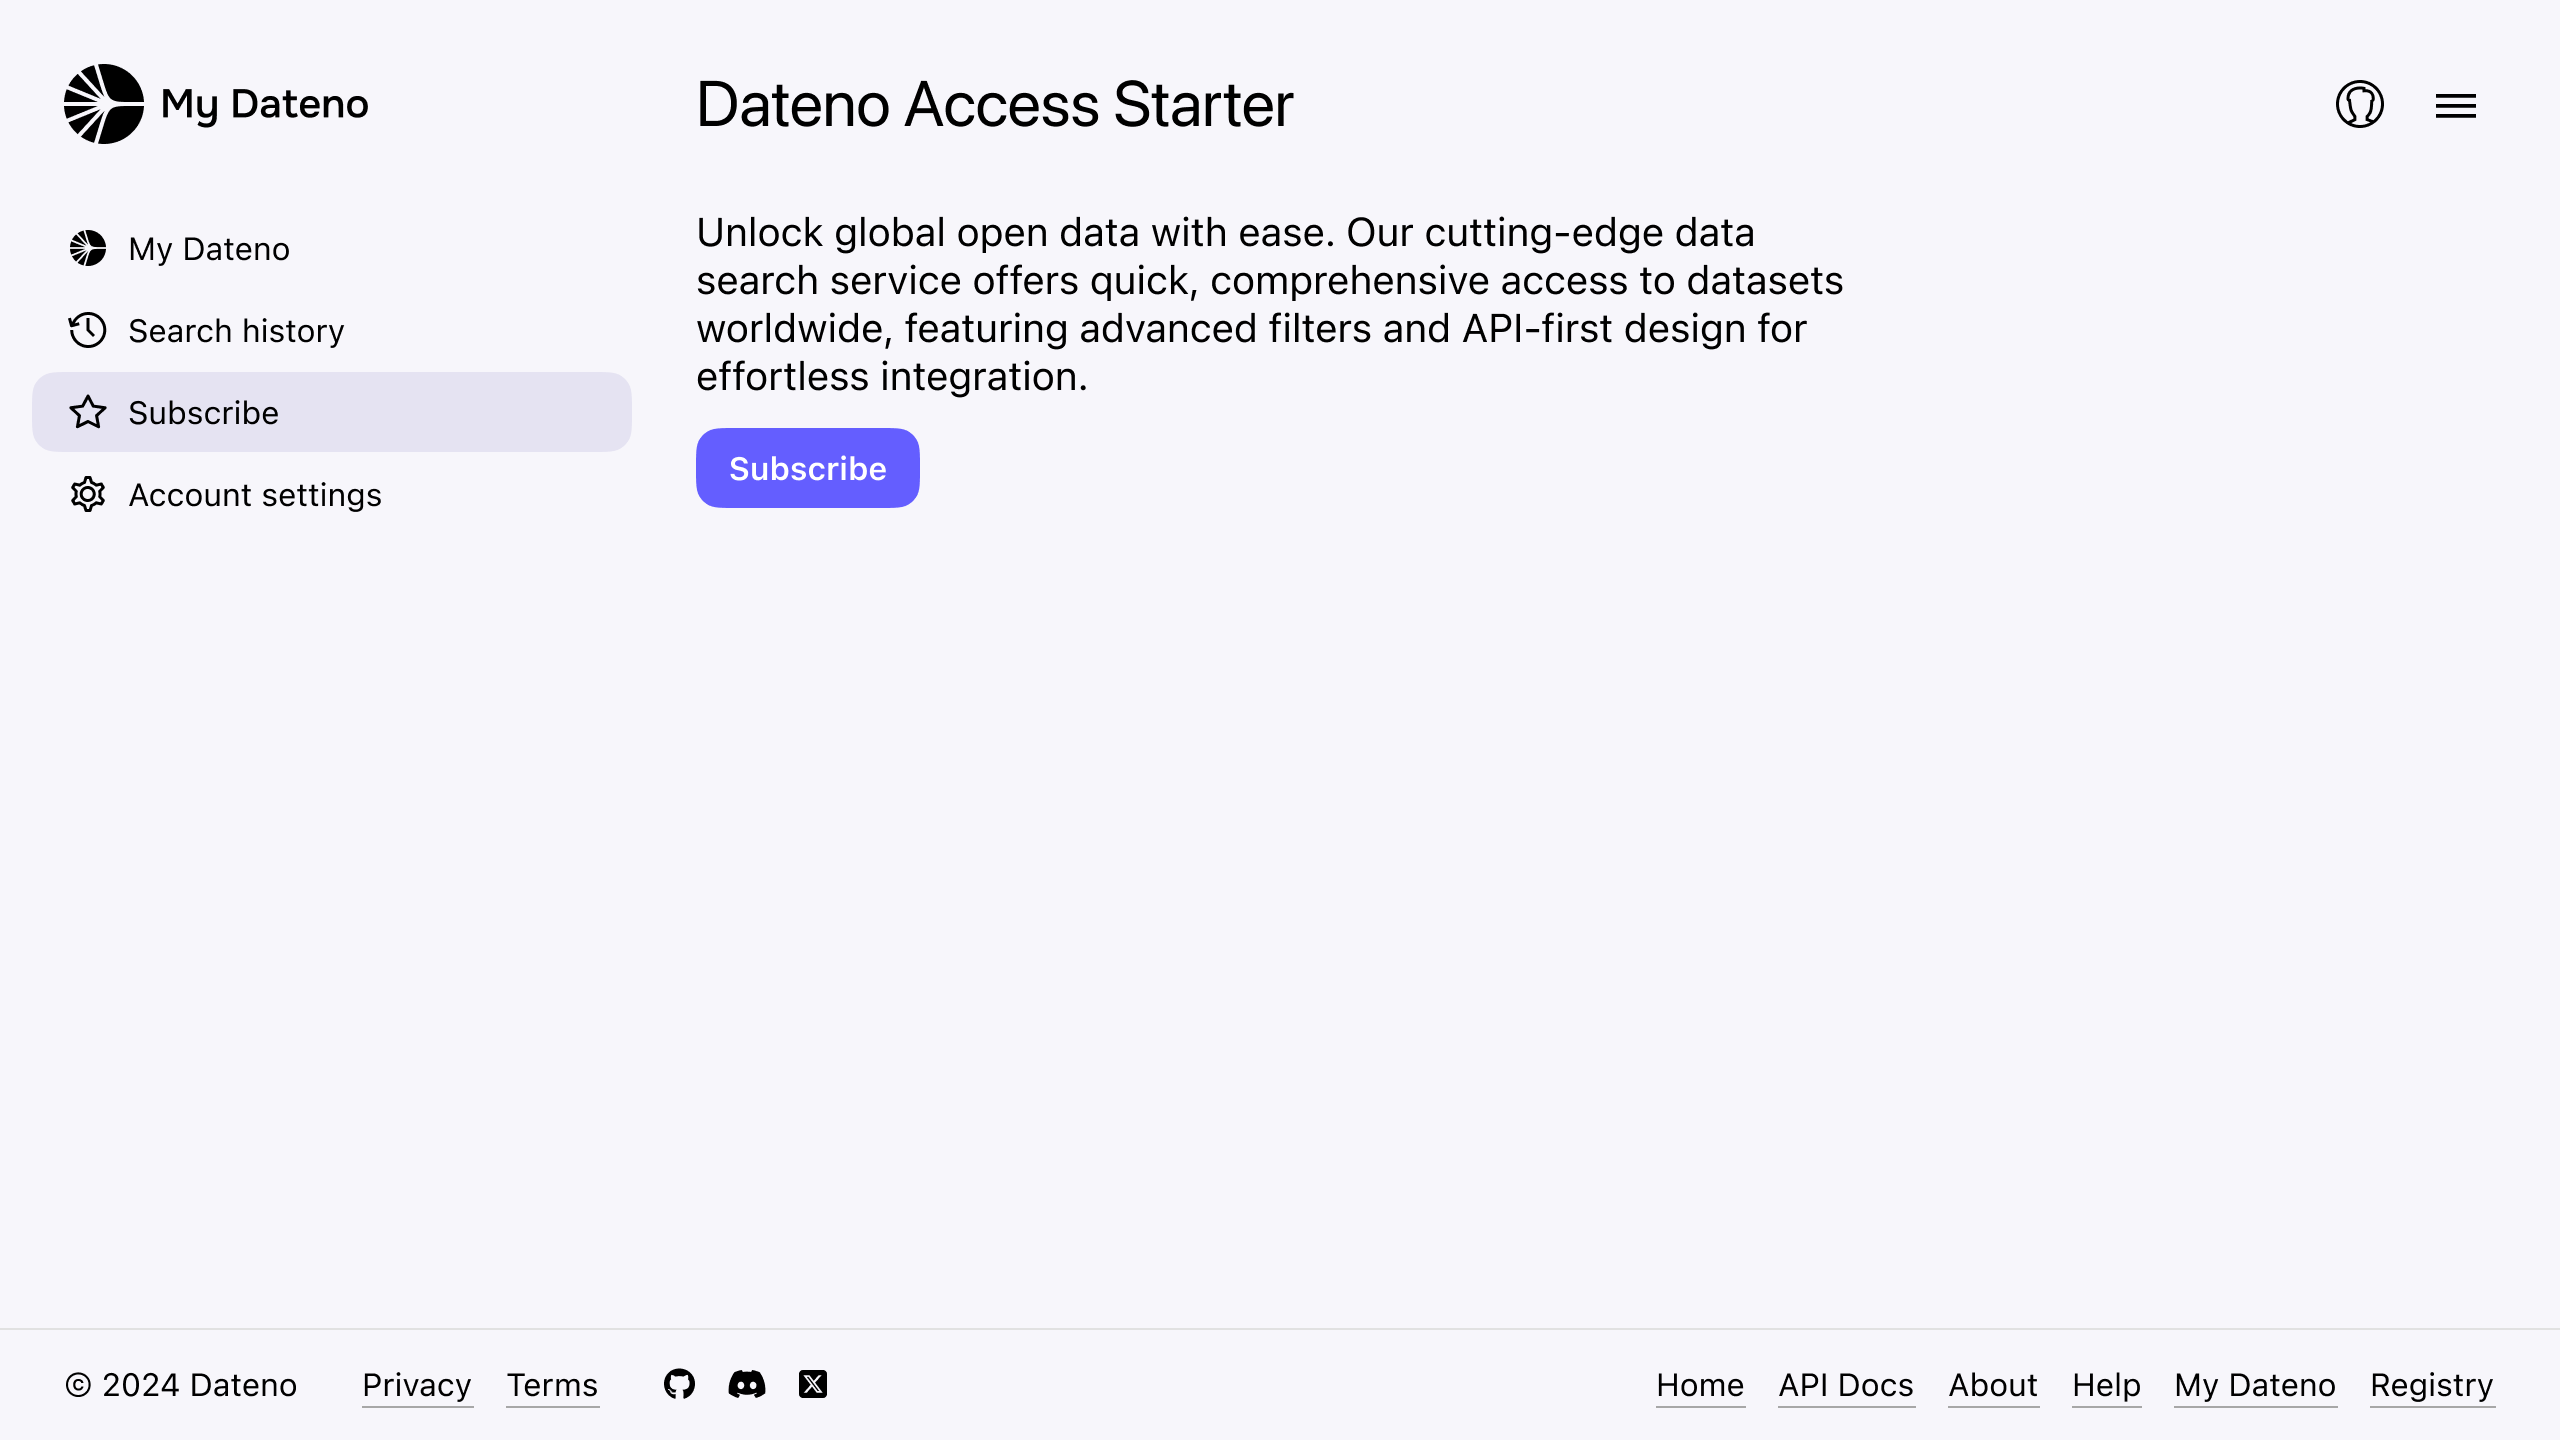 My Dateno
Dateno Access Starter
My Dateno
Search history
Subscribe
Account settings
Unlock global open data with ease. Our cutting-edge data
search service offers quick, comprehensive access to datasets
worldwide, featuring advanced filters and API-first design for
effortless integration.
Subscribe
© 2024 Dateno Privacy Terms Home API Docs About Help My Dateno Registry